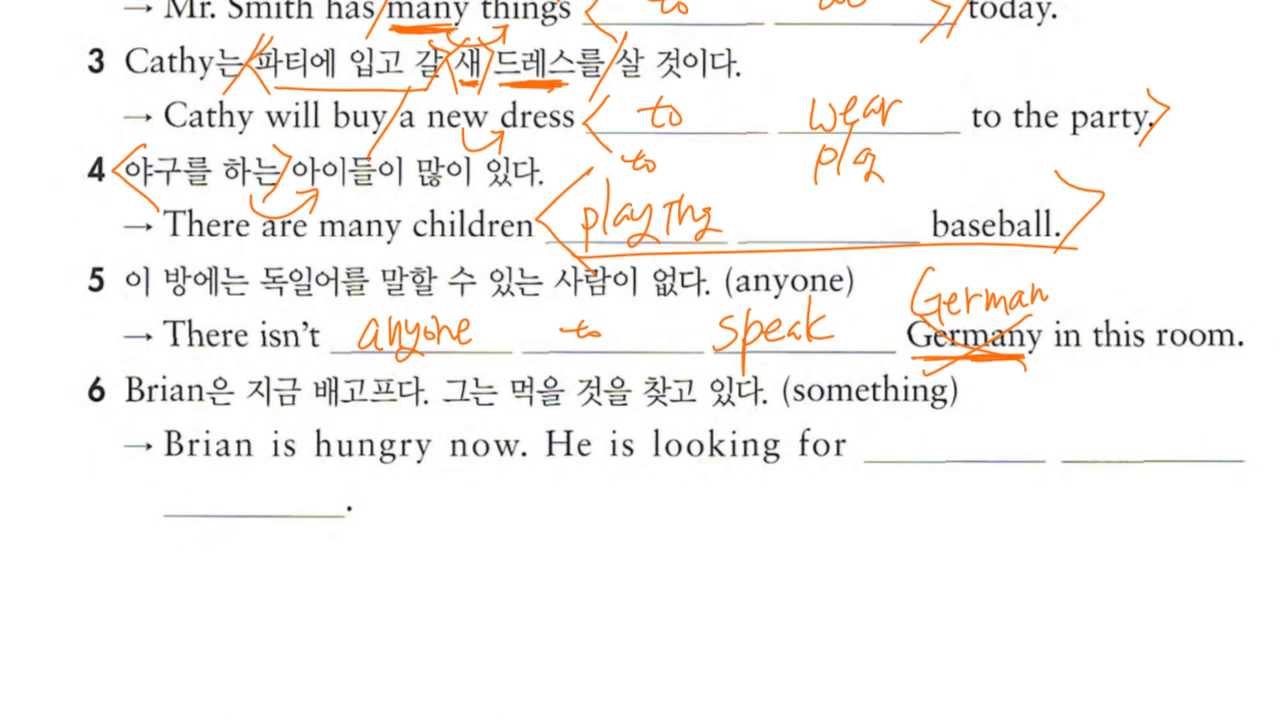 → Mr. Smith has many things to do today.
3 Cathy는 파티에 입고 갈 새 드레스를 살 것이다.
→ Cathy will buy a new dress to wear to the party.
4 야구를 하는 아이들이 많이 있다.
to play
→ There are many children playing baseball.
5 이 방에는 독일어를 말할 수 있는 사람이 없다. (anyone)
German
→ There isn't anyone to speak Germany in this room.
6 Brian은 지금 배고프다. 그는 먹을 것을 찾고 있다. (something)
→ Brian is hungry now. He is looking for
.